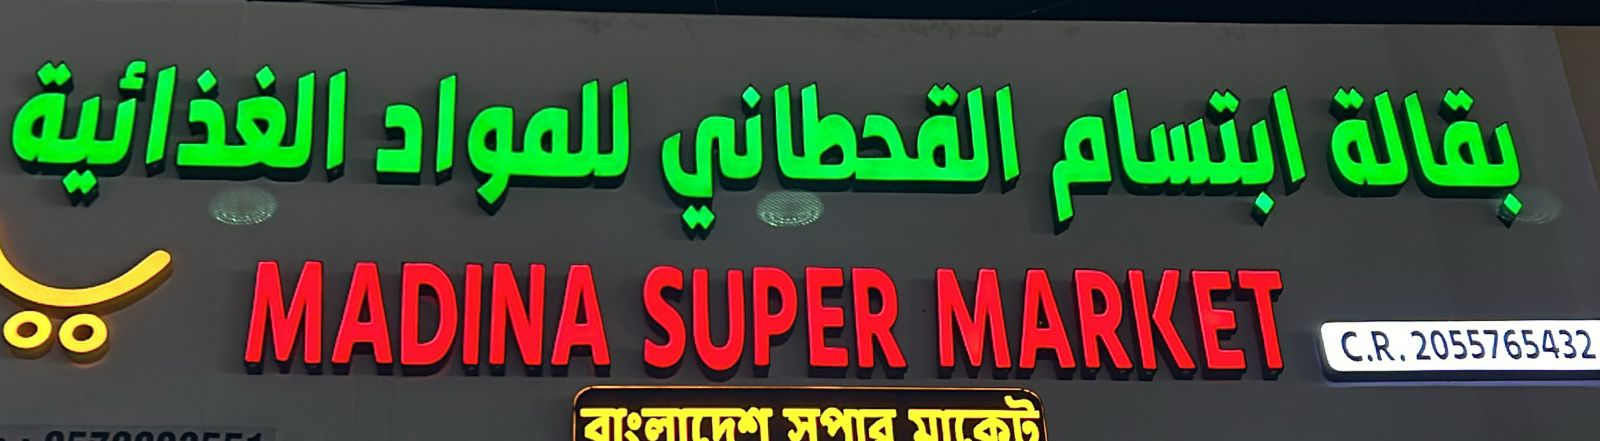 بقالة ابتسام القحطاني للمواد الغذائية
MADINA SUPER MARKET
C.R. 2055765432
বাংলাদেশ সুপার মার্কেট